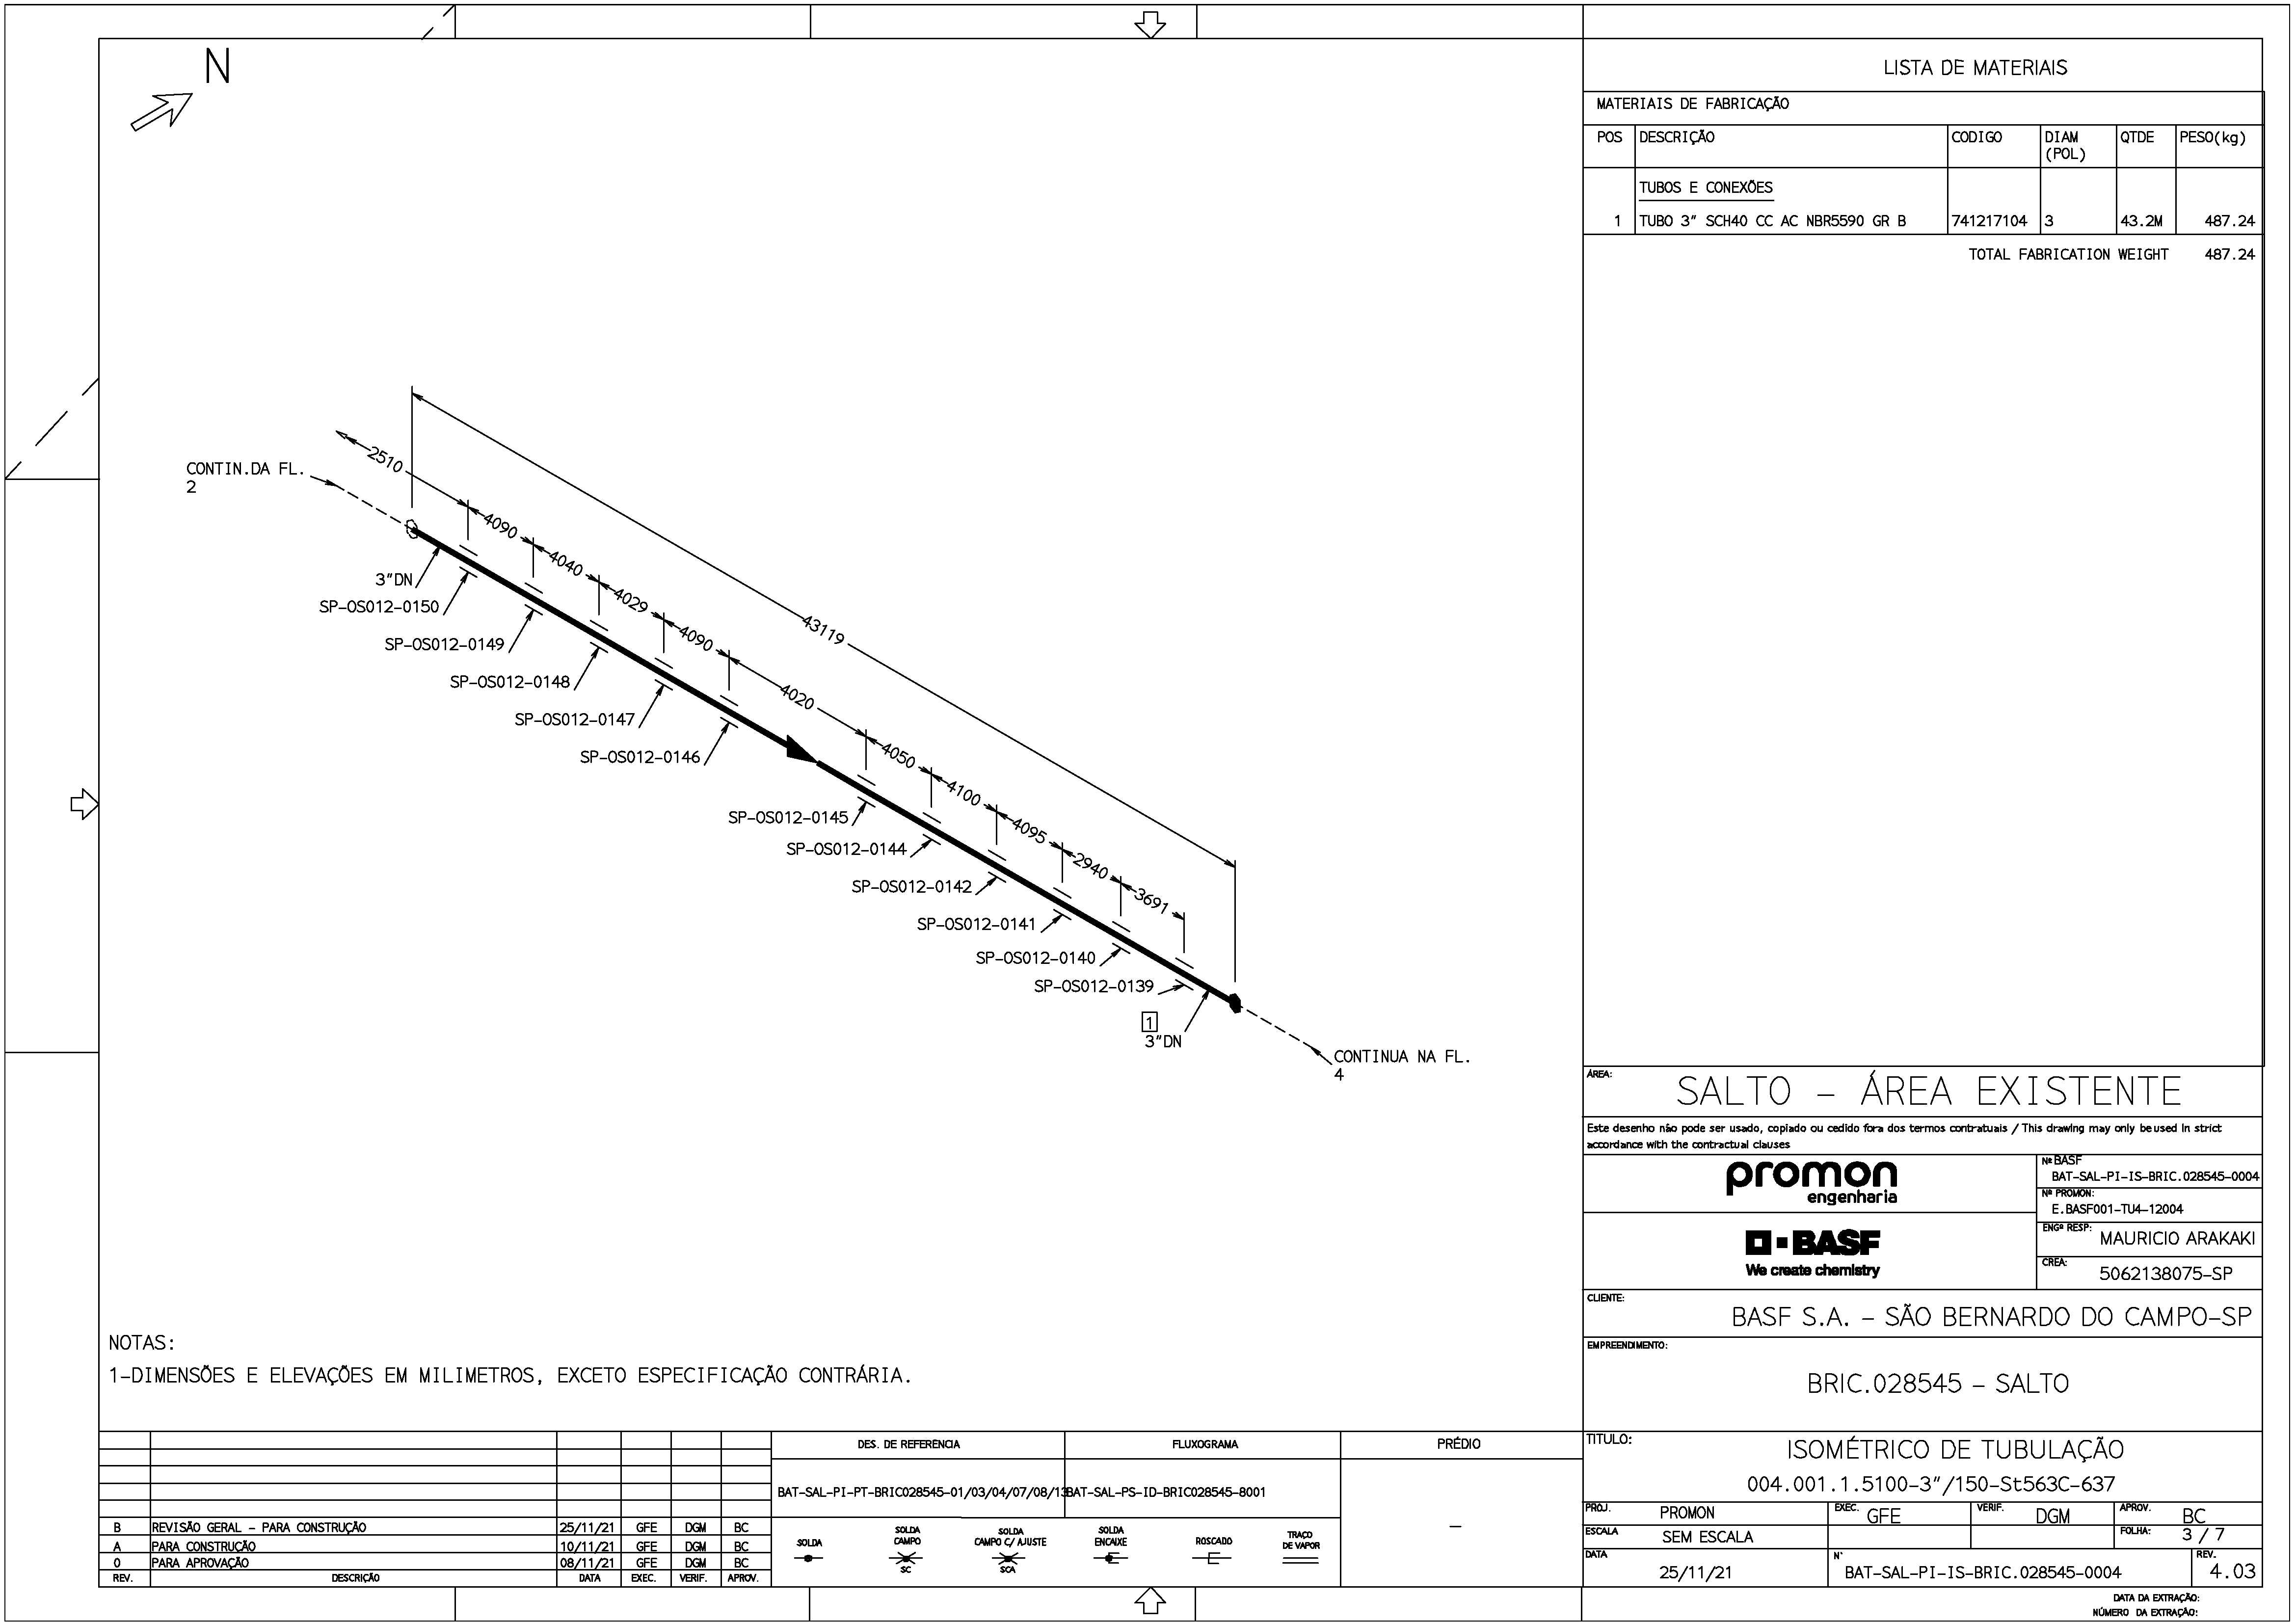 N
LISTA DE MATERIAIS
MATERIAIS DE FABRICAÇÃO
POS DESCRIÇÃO CODIGO DIAM (POL) QTDE PESO(kg)
TUBOS E CONEXÕES
1 TUBO 3" SCH40 CC AC NBR5590 GR B 741217104 3 43.2M 487.24
TOTAL FABRICATION WEIGHT 487.24
CONTIN.DA FL.
2
2510
4090
4040
4029
4090
4020
4050
4100
4095
2940
3691
43119
3"DN
SP-OS012-0150
SP-OS012-0149
SP-OS012-0148
SP-OS012-0147
SP-OS012-0146
SP-OS012-0145
SP-OS012-0144
SP-OS012-0142
SP-OS012-0141
SP-OS012-0140
SP-OS012-0139
1
3"DN
CONTINUA NA FL.
4
NOTAS:
1-DIMENSÕES E ELEVAÇÕES EM MILIMETROS, EXCETO ESPECIFICAÇÃO CONTRÁRIA.
ÁREA:
SALTO - ÁREA EXISTENTE
Este desenho não pode ser usado, copiado ou cedido fora dos termos contratuais / This drawing may only be used in strict
accordance with the contractual clauses
promon
engenharia
Nº BASF
BAT-SAL-PI-IS-BRIC.028545-0004
Nº PROMON:
E.BASF001-TU4-12004
BASF
We create chemistry
ENGº RESP:
MAURICIO ARAKAKI
CREA:
5062138075-SP
CLIENTE:
BASF S.A. - SÃO BERNARDO DO CAMPO-SP
EMPREENDIMENTO:
BRIC.028545 - SALTO
TITULO:
ISOMÉTRICO DE TUBULAÇÃO
004.001.1.5100-3"/150-St563C-637
PROJ. PROMON EXEC. GFE VERIF. DGM APROV. BC
ESCALA SEM ESCALA FOLHA: 3 / 7
DATA 25/11/21 N° BAT-SAL-PI-IS-BRIC.028545-0004 REV. 4.03
DATA DA EXTRAÇÃO:
NÚMERO DA EXTRAÇÃO:
B REVISÃO GERAL - PARA CONSTRUÇÃO 25/11/21 GFE DGM BC
A PARA CONSTRUÇÃO 10/11/21 GFE DGM BC
0 PARA APROVAÇÃO 08/11/21 GFE DGM BC
REV. DESCRIÇÃO DATA EXEC. VERIF. APROV.
DES. DE REFERÊNCIA FLUXOGRAMA PRÉDIO
BAT-SAL-PI-PT-BRIC028545-01/03/04/07/08/13 BAT-SAL-PS-ID-BRIC028545-8001 -
SOLDA
SOLDA CAMPO
SC
SOLDA CAMPO C/ AJUSTE
SCA
SOLDA ENCAIXE
ROSCADO
TRAÇO DE VAPOR